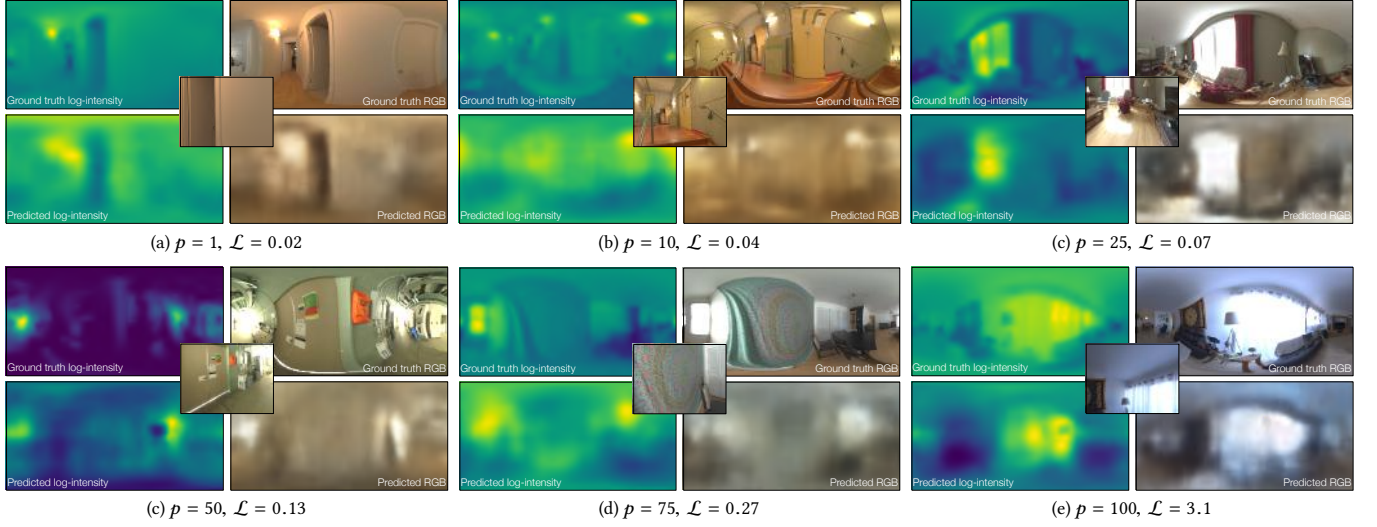 Ground truth log-intensity
Ground truth RGB
Predicted log-intensity
Predicted RGB
(a) p = 1, ℒ = 0.02
Ground truth log-intensity
Ground truth RGB
Predicted log-intensity
Predicted RGB
(b) p = 10, ℒ = 0.04
Ground truth log-intensity
Ground truth RGB
Predicted log-intensity
Predicted RGB
(c) p = 25, ℒ = 0.07
Ground truth log-intensity
Ground truth RGB
Predicted log-intensity
Predicted RGB
(c) p = 50, ℒ = 0.13
Ground truth log-intensity
Ground truth RGB
Predicted log-intensity
Predicted RGB
(d) p = 75, ℒ = 0.27
Ground truth log-intensity
Ground truth RGB
Predicted log-intensity
Predicted RGB
(e) p = 100, ℒ = 3.1